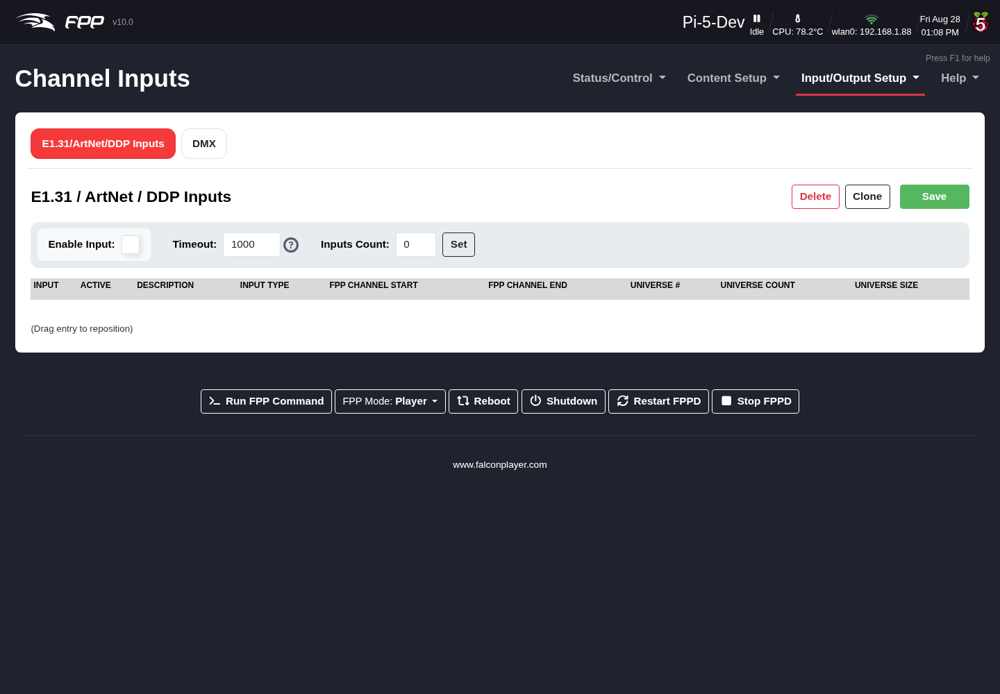 FPP v10.0
Pi-5-Dev
Idle
CPU: 78.2°C
wlan0: 192.168.1.88
Fri Aug 28
01:08 PM
5
Press F1 for help
Channel Inputs
Status/Control
Content Setup
Input/Output Setup
Help
E1.31/ArtNet/DDP Inputs
DMX
E1.31 / ArtNet / DDP Inputs
Delete
Clone
Save
Enable Input:
Timeout: 1000 ?
Inputs Count: 0
Set
INPUT ACTIVE DESCRIPTION INPUT TYPE FPP CHANNEL START FPP CHANNEL END UNIVERSE # UNIVERSE COUNT UNIVERSE SIZE
(Drag entry to reposition)
Run FPP Command
FPP Mode: Player
Reboot
Shutdown
Restart FPPD
Stop FPPD
www.falconplayer.com